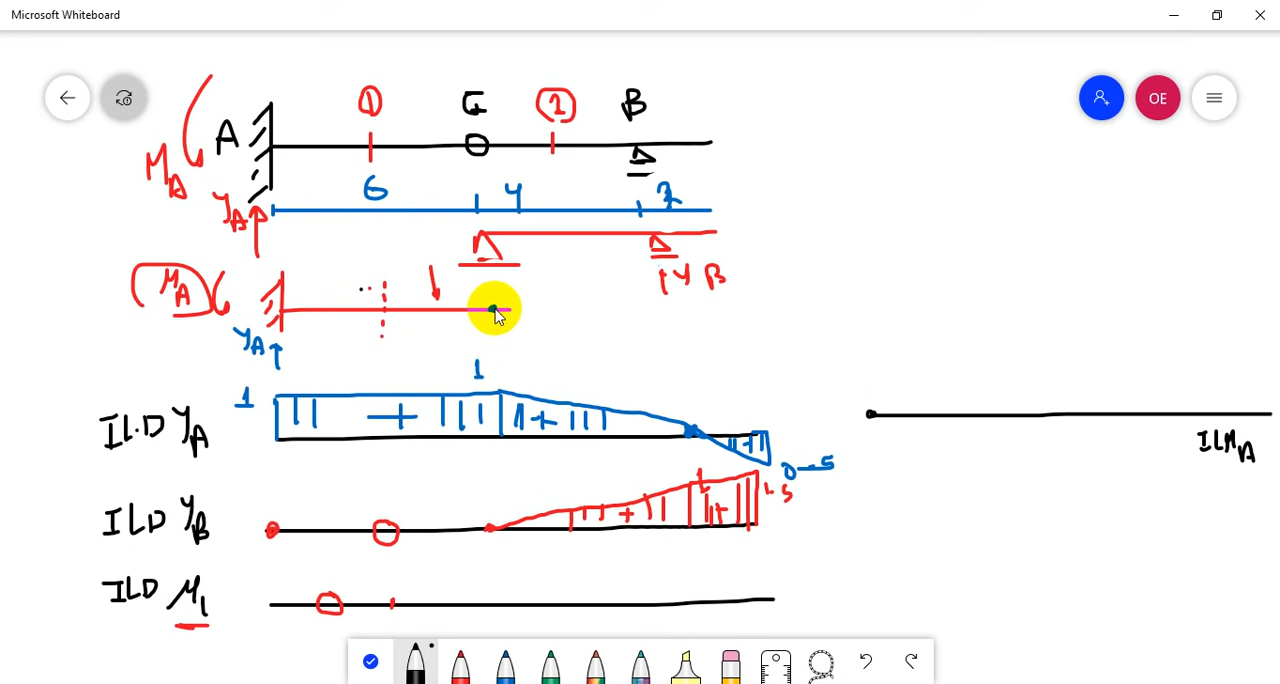 Microsoft Whiteboard
① G ② B
A
OE
MA
6 4 2
YA
MA YB
YA
1 1
ILD YA + + +
0.5
ILMA
1 1.5
ILD YB + +
ILD M1